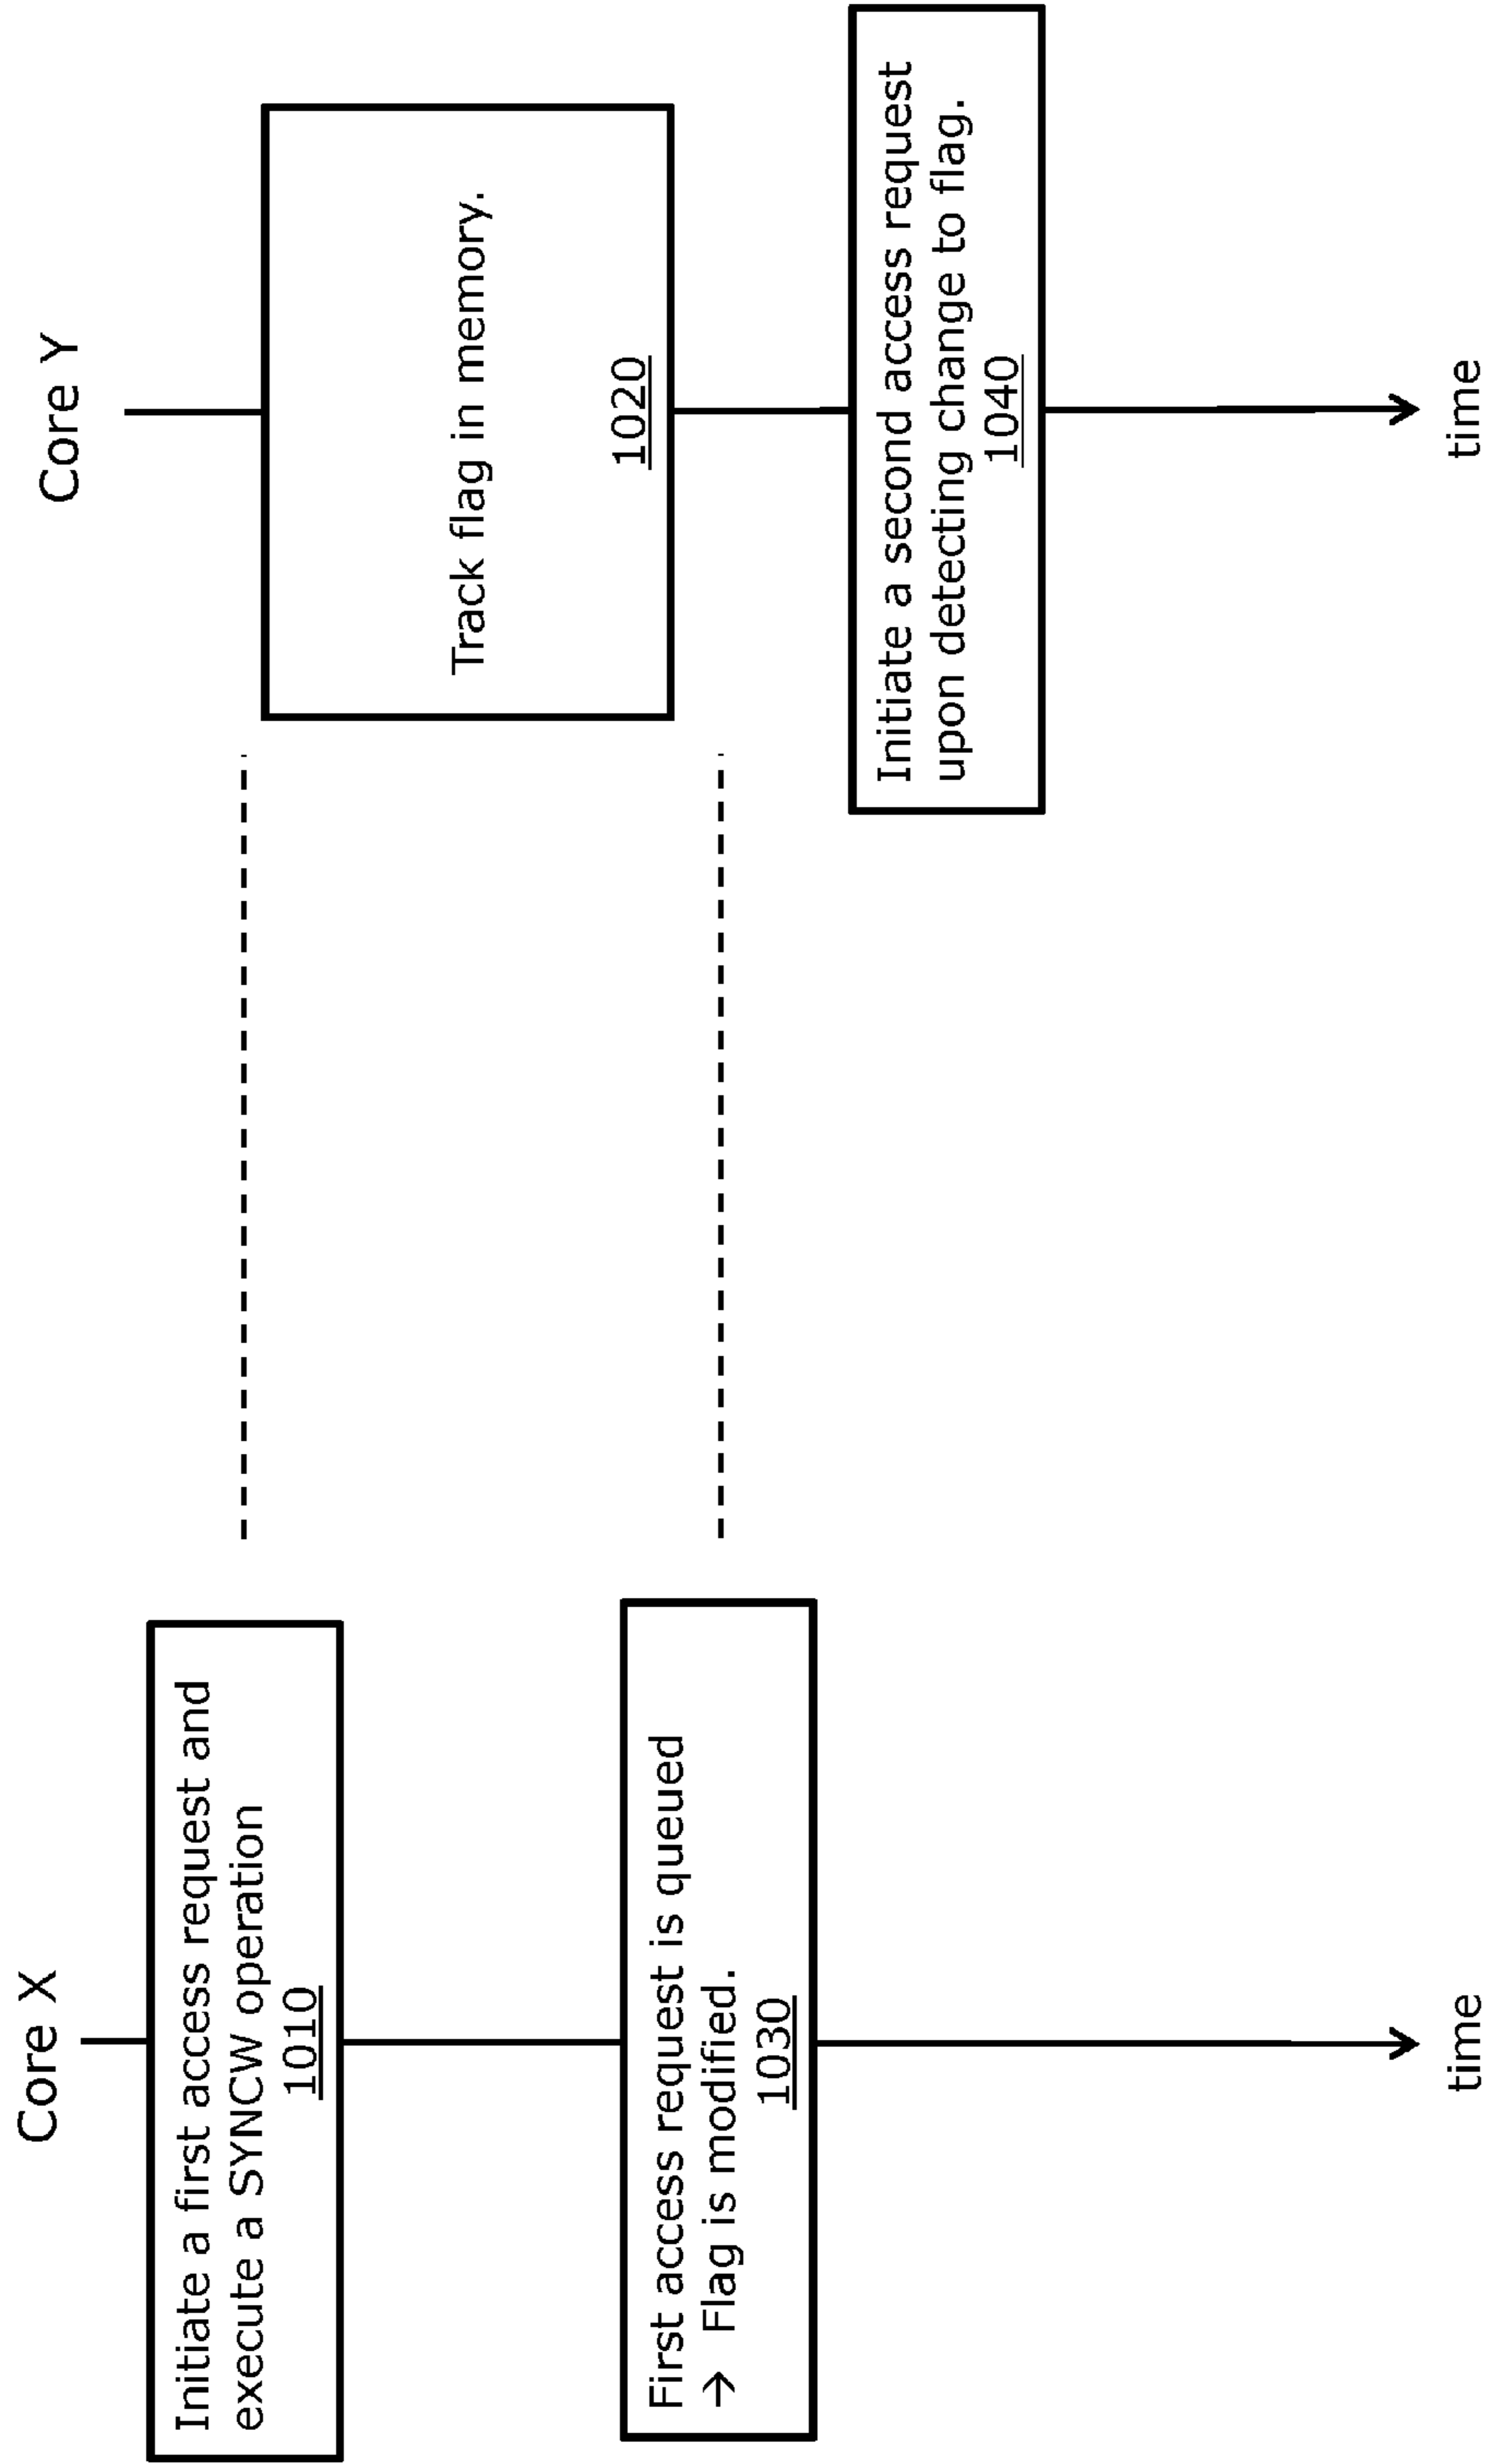 Core X
Initiate a first access request and
execute a SYNCW operation
1010
First access request is queued
→ Flag is modified.
1030
time
Core Y
Track flag in memory.
1020
Initiate a second access request
upon detecting change to flag.
1040
time